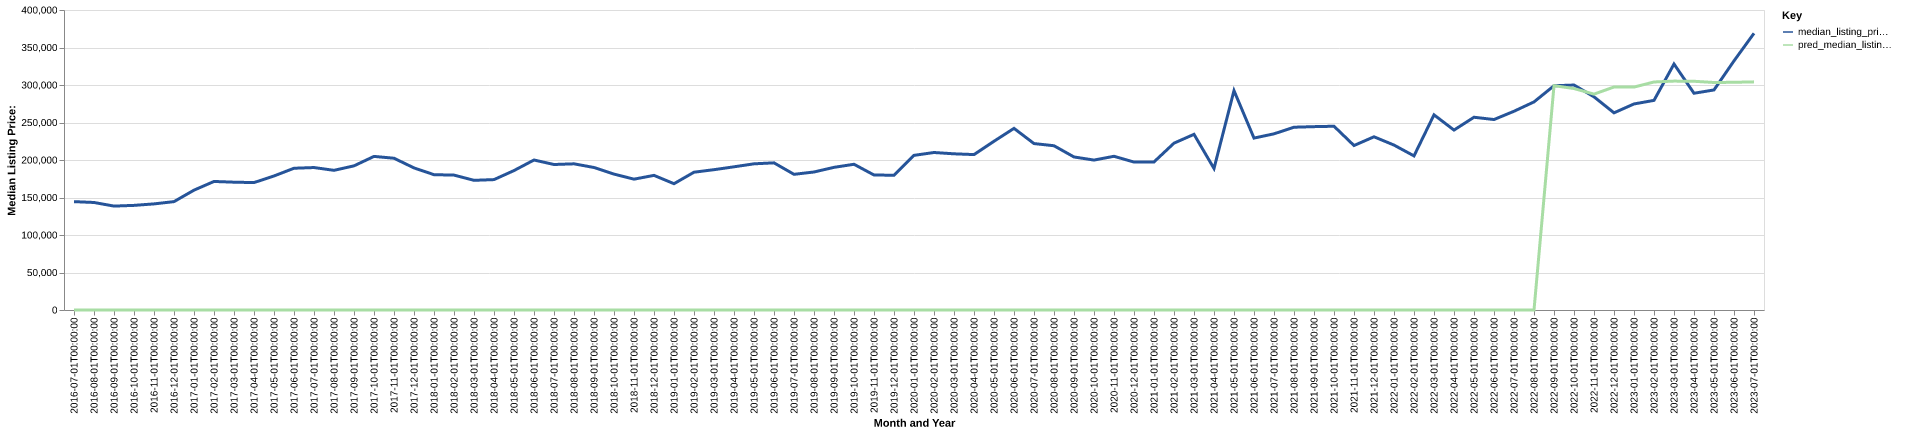 400,000
350,000
300,000
250,000
200,000
150,000
100,000
50,000
0
Median Listing Price:
2016-07-01T00:00:00
2016-08-01T00:00:00
2016-09-01T00:00:00
2016-10-01T00:00:00
2016-11-01T00:00:00
2016-12-01T00:00:00
2017-01-01T00:00:00
2017-02-01T00:00:00
2017-03-01T00:00:00
2017-04-01T00:00:00
2017-05-01T00:00:00
2017-06-01T00:00:00
2017-07-01T00:00:00
2017-08-01T00:00:00
2017-09-01T00:00:00
2017-10-01T00:00:00
2017-11-01T00:00:00
2017-12-01T00:00:00
2018-01-01T00:00:00
2018-02-01T00:00:00
2018-03-01T00:00:00
2018-04-01T00:00:00
2018-05-01T00:00:00
2018-06-01T00:00:00
2018-07-01T00:00:00
2018-08-01T00:00:00
2018-09-01T00:00:00
2018-10-01T00:00:00
2018-11-01T00:00:00
2018-12-01T00:00:00
2019-01-01T00:00:00
2019-02-01T00:00:00
2019-03-01T00:00:00
2019-04-01T00:00:00
2019-05-01T00:00:00
2019-06-01T00:00:00
2019-07-01T00:00:00
2019-08-01T00:00:00
2019-09-01T00:00:00
2019-10-01T00:00:00
2019-11-01T00:00:00
2019-12-01T00:00:00
2020-01-01T00:00:00
2020-02-01T00:00:00
2020-03-01T00:00:00
2020-04-01T00:00:00
2020-05-01T00:00:00
2020-06-01T00:00:00
2020-07-01T00:00:00
2020-08-01T00:00:00
2020-09-01T00:00:00
2020-10-01T00:00:00
2020-11-01T00:00:00
2020-12-01T00:00:00
2021-01-01T00:00:00
2021-02-01T00:00:00
2021-03-01T00:00:00
2021-04-01T00:00:00
2021-05-01T00:00:00
2021-06-01T00:00:00
2021-07-01T00:00:00
2021-08-01T00:00:00
2021-09-01T00:00:00
2021-10-01T00:00:00
2021-11-01T00:00:00
2021-12-01T00:00:00
2022-01-01T00:00:00
2022-02-01T00:00:00
2022-03-01T00:00:00
2022-04-01T00:00:00
2022-05-01T00:00:00
2022-06-01T00:00:00
2022-07-01T00:00:00
2022-08-01T00:00:00
2022-09-01T00:00:00
2022-10-01T00:00:00
2022-11-01T00:00:00
2022-12-01T00:00:00
2023-01-01T00:00:00
2023-02-01T00:00:00
2023-03-01T00:00:00
2023-04-01T00:00:00
2023-05-01T00:00:00
2023-06-01T00:00:00
2023-07-01T00:00:00
Month and Year
Key
median_listing_pri…
pred_median_listin…